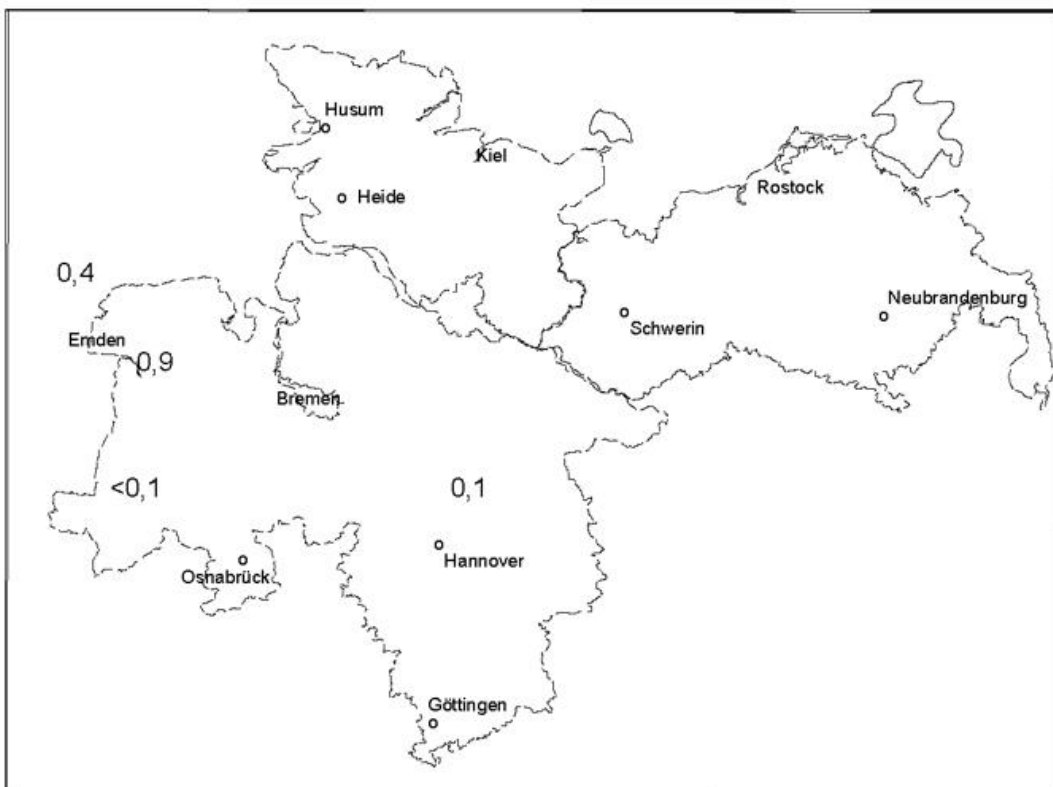 Husum
Kiel
Rostock
Heide
0,4
Neubrandenburg
Schwerin
Emden
0,9
Bremen
<0,1
0,1
Hannover
Osnabrück
Göttingen